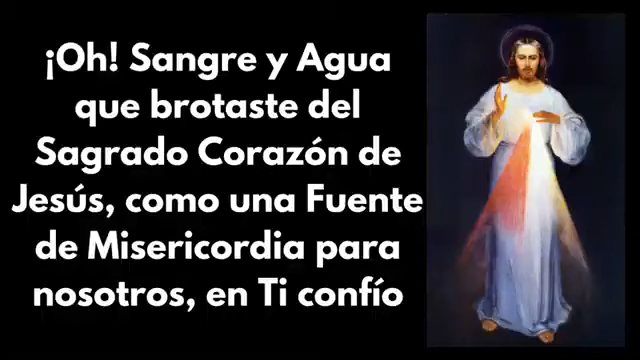 ¡Oh! Sangre y Agua
que brotaste del
Sagrado Corazón de
Jesús, como una Fuente
de Misericordia para
nosotros, en Ti confío